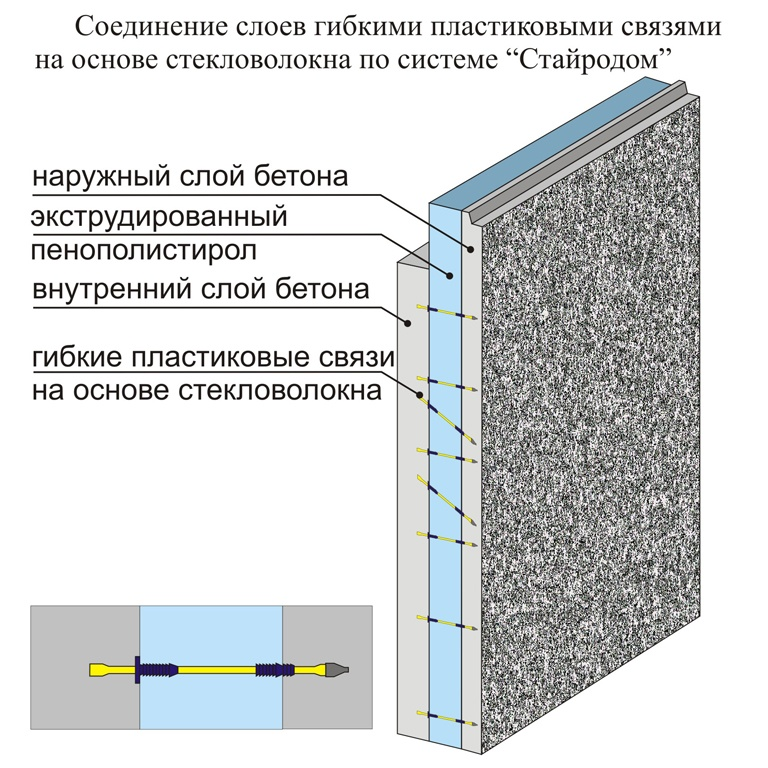 Соединение слоев гибкими пластиковыми связями
на основе стекловолокна по системе “Стайродом”
наружный слой бетона
экструдированный
пенополистирол
внутренний слой бетона
гибкие пластиковые связи
на основе стекловолокна